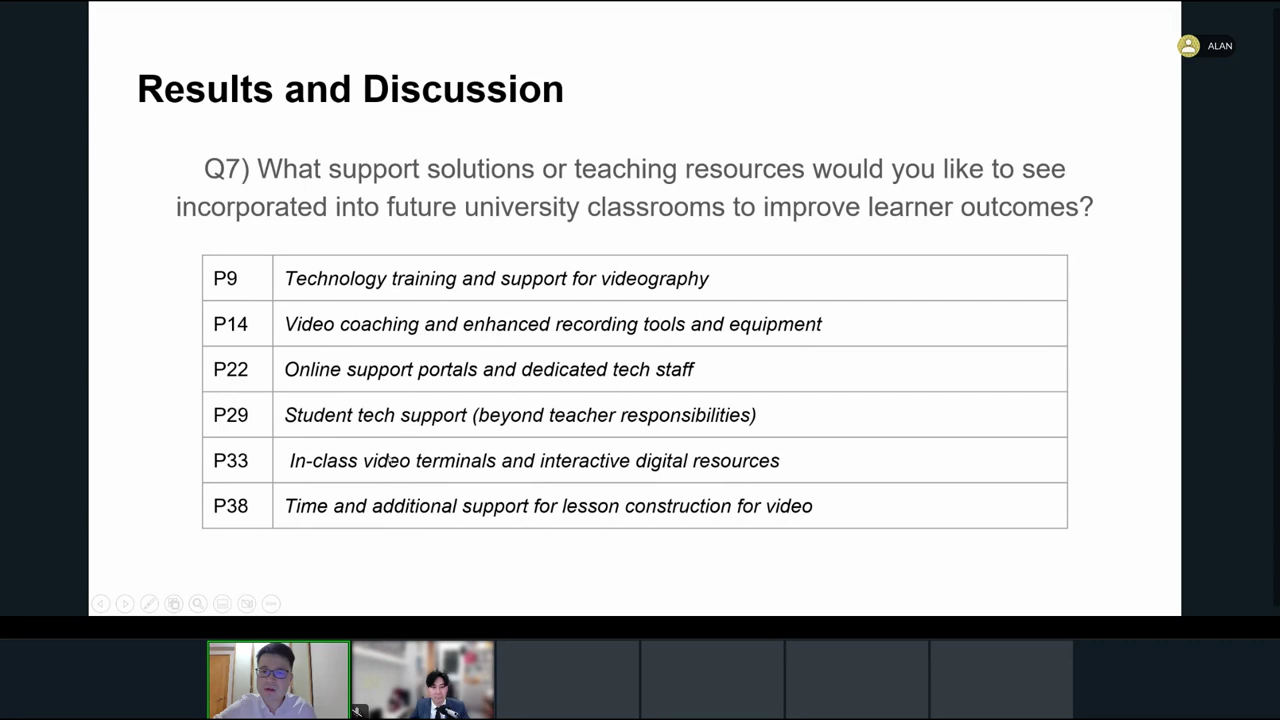 ALAN
Results and Discussion
Q7) What support solutions or teaching resources would you like to see
incorporated into future university classrooms to improve learner outcomes?
P9 Technology training and support for videography
P14 Video coaching and enhanced recording tools and equipment
P22 Online support portals and dedicated tech staff
P29 Student tech support (beyond teacher responsibilities)
P33 In-class video terminals and interactive digital resources
P38 Time and additional support for lesson construction for video